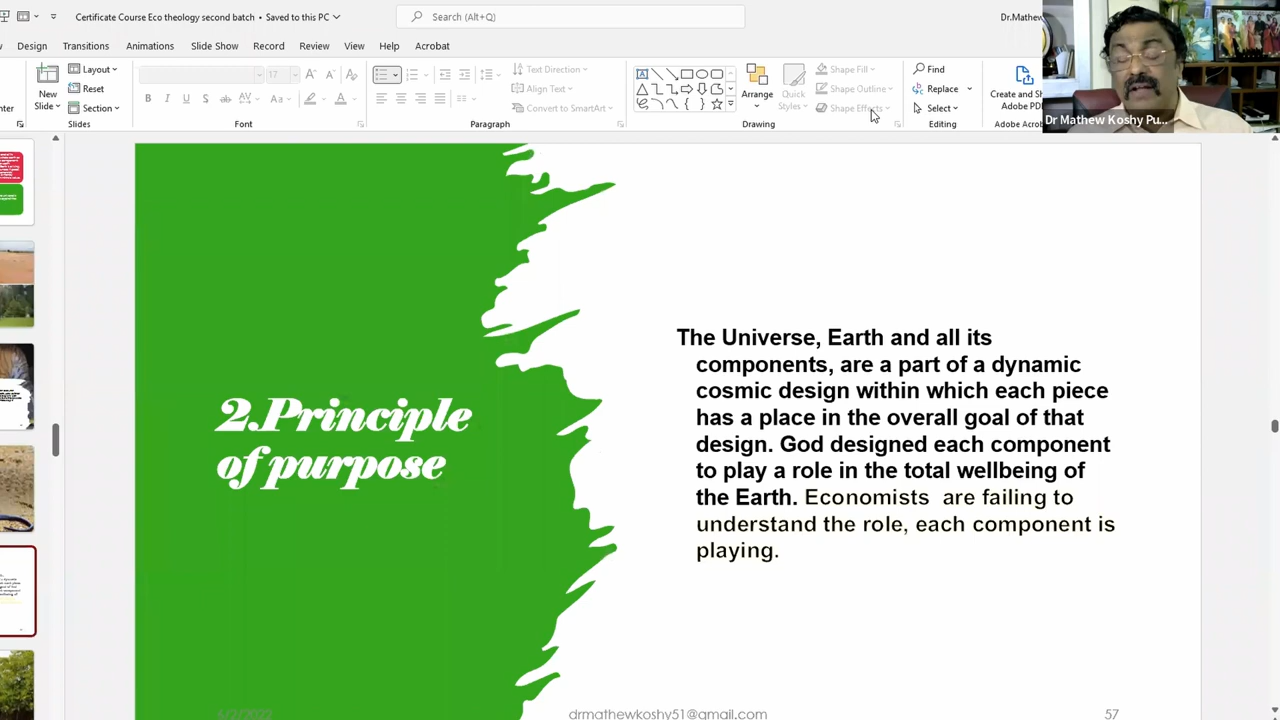 Certificate Course Eco theology second batch • Saved to this PC
Search (Alt+Q)
Dr.Mathew
Design Transitions Animations Slide Show Record Review View Help Acrobat
New Slide
Layout
Reset
Section
Slides
17
Font
Paragraph
Text Direction
Align Text
Convert to SmartArt
Arrange
Quick Styles
Shape Fill
Shape Outline
Shape Effects
Drawing
Find
Replace
Select
Editing
Create and Sh
Adobe PD
Adobe Acro
Dr Mathew Koshy Pu...
2.Principle
of purpose
The Universe, Earth and all its
components, are a part of a dynamic
cosmic design within which each piece
has a place in the overall goal of that
design. God designed each component
to play a role in the total wellbeing of
the Earth. Economists are failing to
understand the role, each component is
playing.
5/2/2022
drmathewkoshy51@gmail.com
57